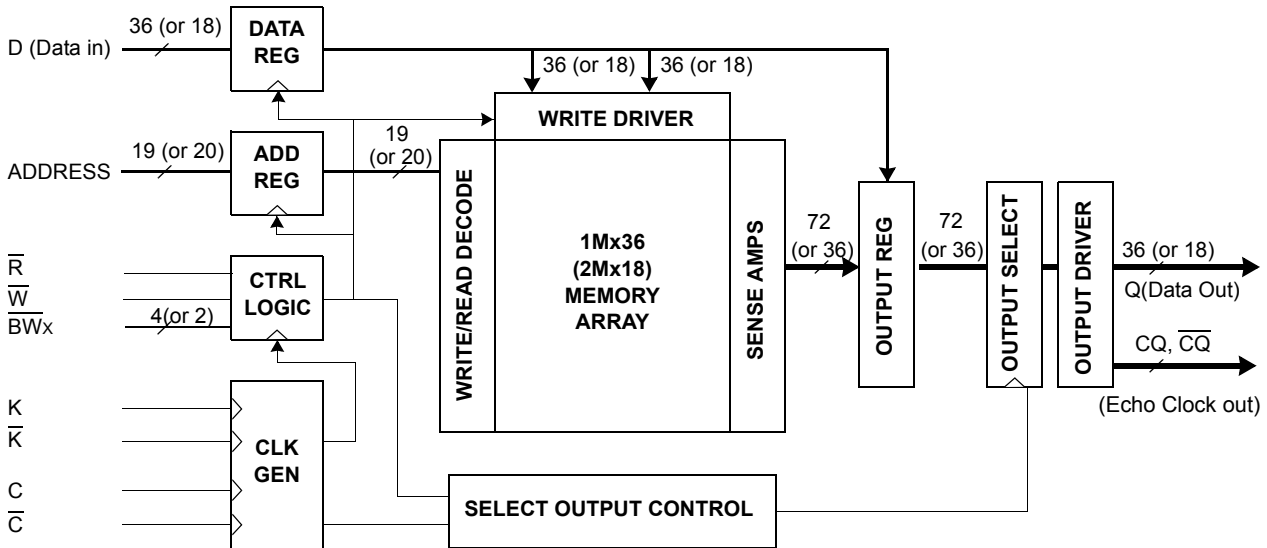 D (Data in)
36 (or 18)
DATA
REG
36 (or 18)
36 (or 18)
WRITE DRIVER
ADDRESS
19 (or 20)
ADD
REG
19
(or 20)
WRITE/READ DECODE
1Mx36
(2Mx18)
MEMORY
ARRAY
SENSE AMPS
72
(or 36)
OUTPUT REG
72
(or 36)
OUTPUT SELECT
OUTPUT DRIVER
36 (or 18)
Q(Data Out)
CQ, C̅Q̅
(Echo Clock out)
R̅
W̅
B̅W̅x
4(or 2)
CTRL
LOGIC
K
K̅
C
C̅
CLK
GEN
SELECT OUTPUT CONTROL